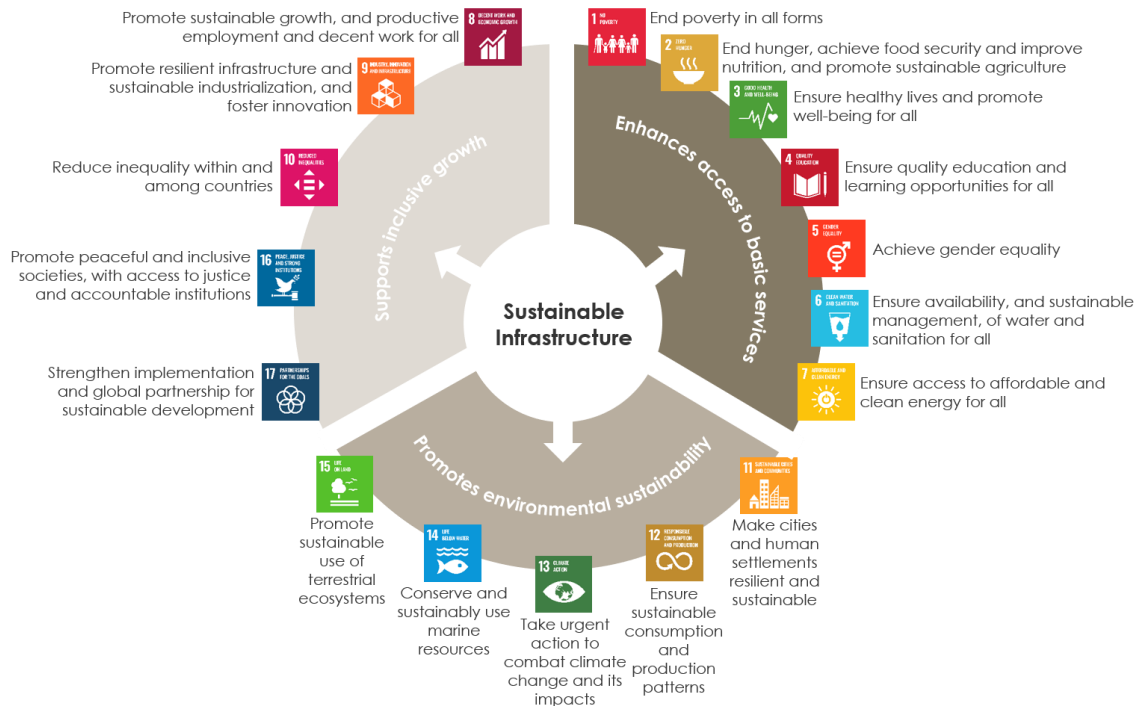 Sustainable
Infrastructure
Enhances access to basic services
1 NO
POVERTY
End poverty in all forms
2 ZERO
HUNGER
End hunger, achieve food security and improve
nutrition, and promote sustainable agriculture
3 GOOD HEALTH
AND WELL-BEING
Ensure healthy lives and promote
well-being for all
4 QUALITY
EDUCATION
Ensure quality education and
learning opportunities for all
5 GENDER
EQUALITY
Achieve gender equality
6 CLEAN WATER
AND SANITATION
Ensure availability, and sustainable
management, of water and
sanitation for all
7 AFFORDABLE AND
CLEAN ENERGY
Ensure access to affordable and
clean energy for all
Promotes environmental sustainability
11 SUSTAINABLE CITIES
AND COMMUNITIES
Make cities
and human
settlements
resilient and
sustainable
12 RESPONSIBLE
CONSUMPTION
AND PRODUCTION
Ensure
sustainable
consumption
and
production
patterns
13 CLIMATE
ACTION
Take urgent
action to
combat climate
change and its
impacts
14 LIFE
BELOW WATER
Conserve and
sustainably use
marine
resources
15 LIFE
ON LAND
Promote
sustainable
use of
terrestrial
ecosystems
Supports inclusive growth
17 PARTNERSHIPS
FOR THE GOALS
Strengthen implementation
and global partnership for
sustainable development
16 PEACE, JUSTICE
AND STRONG
INSTITUTIONS
Promote peaceful and inclusive
societies, with access to justice
and accountable institutions
10 REDUCED
INEQUALITIES
Reduce inequality within and
among countries
9 INDUSTRY, INNOVATION
AND INFRASTRUCTURE
Promote resilient infrastructure and
sustainable industrialization, and
foster innovation
8 DECENT WORK AND
ECONOMIC GROWTH
Promote sustainable growth, and productive
employment and decent work for all